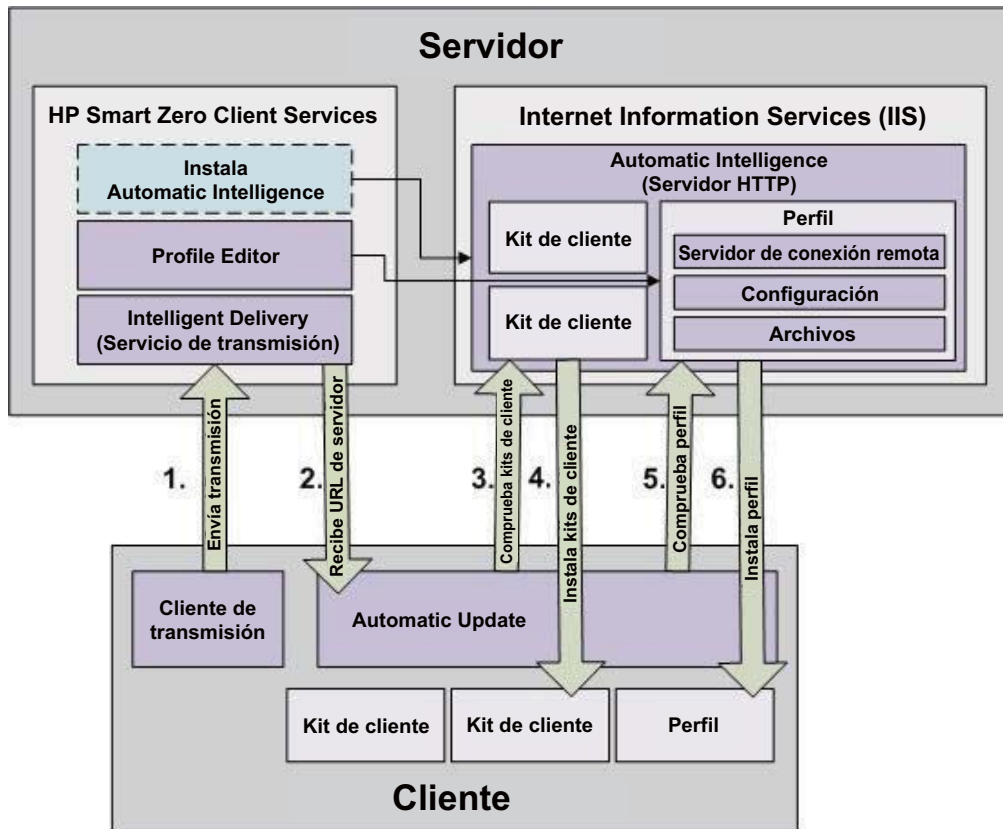 Servidor
HP Smart Zero Client Services
Instala
Automatic Intelligence
Profile Editor
Intelligent Delivery
(Servicio de transmisión)
Internet Information Services (IIS)
Automatic Intelligence
(Servidor HTTP)
Kit de cliente
Kit de cliente
Perfil
Servidor de conexión remota
Configuración
Archivos
1.
Envía transmisión
2.
Recibe URL de servidor
3.
Comprueba kits de cliente
4.
Instala kits de cliente
5.
Comprueba perfil
6.
Instala perfil
Cliente de
transmisión
Automatic Update
Kit de cliente
Kit de cliente
Perfil
Cliente